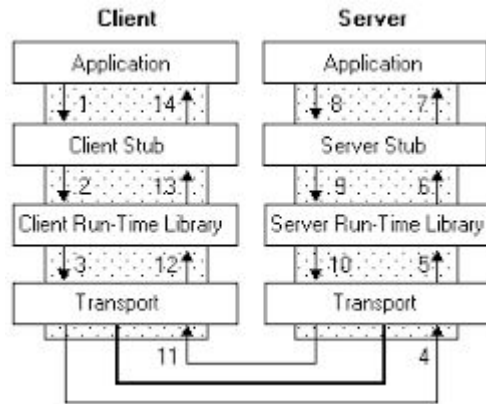 Client Server
Application Application
1 14 8 7
Client Stub Server Stub
2 13 9 6
Client Run-Time Library Server Run-Time Library
3 12 10 5
Transport Transport
11 4